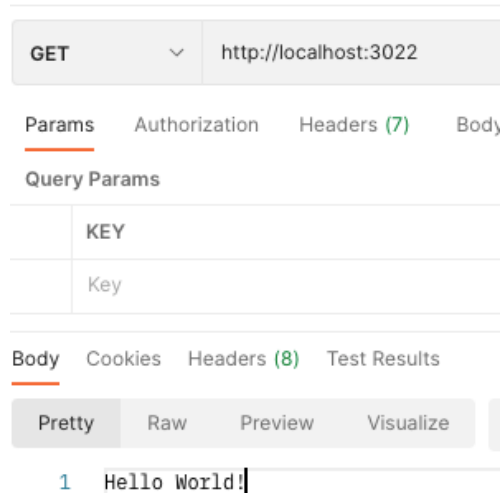 GET http://localhost:3022
Params Authorization Headers (7) Body
Query Params
KEY
Key
Body Cookies Headers (8) Test Results
Pretty Raw Preview Visualize
1 Hello World!